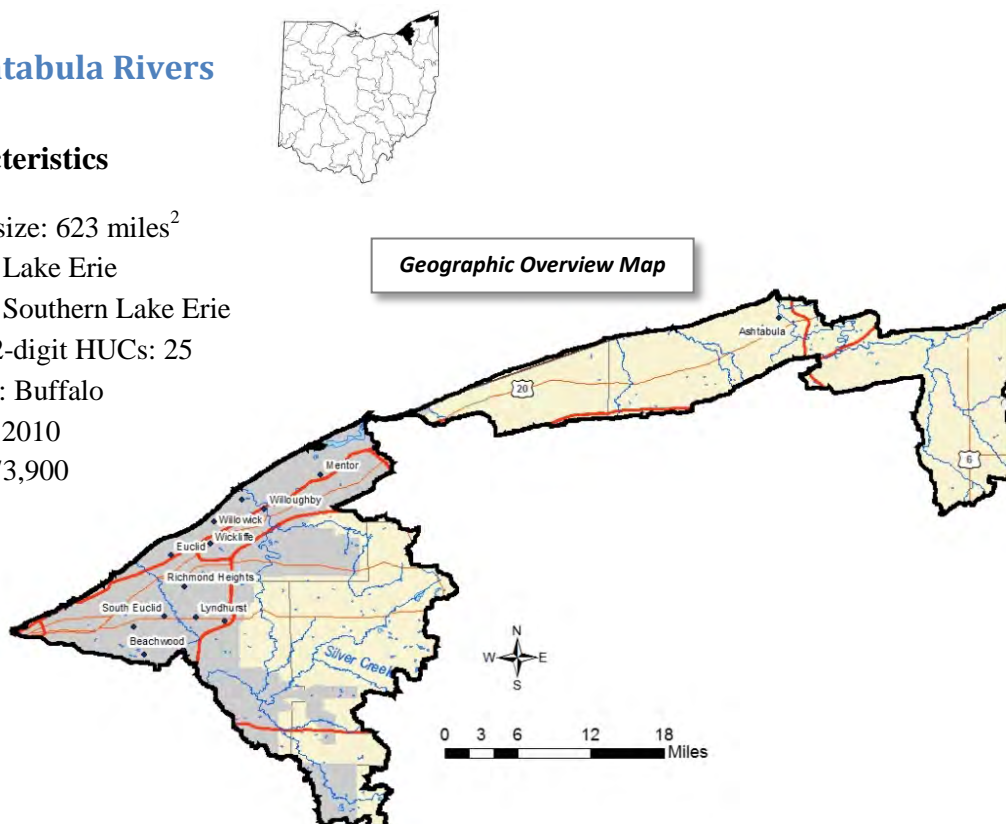 tabula Rivers
cteristics
size: 623 miles²
Lake Erie
Southern Lake Erie
2-digit HUCs: 25
: Buffalo
2010
73,900
Geographic Overview Map
Ashtabula
20
6
Mentor
Willoughby
Willowick
Wickliffe
Euclid
Richmond Heights
South Euclid
Lyndhurst
Beachwood
Silver Creek
N
W E
S
0 3 6 12 18
Miles